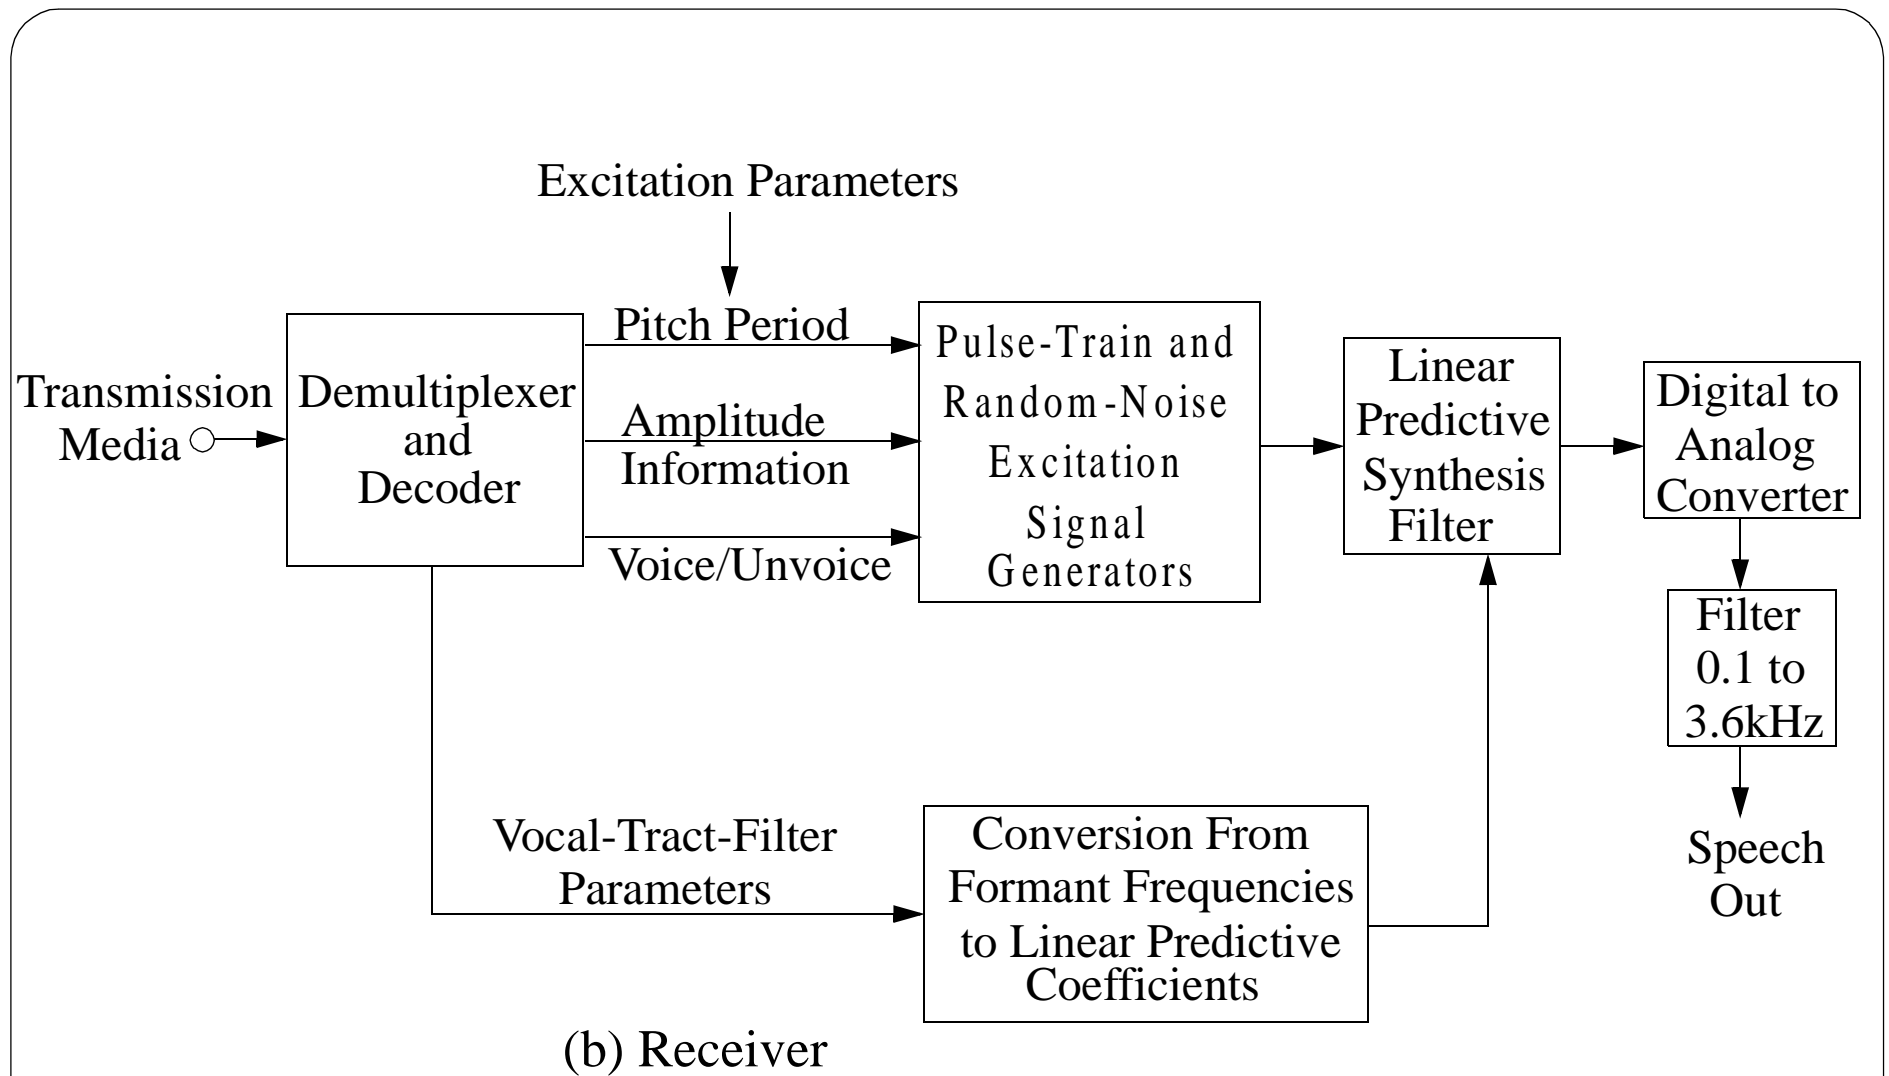 Excitation Parameters
Pitch Period
Amplitude
Information
Voice/Unvoice
Transmission
Media
Demultiplexer
and
Decoder
Pulse-Train and
Random-Noise
Excitation
Signal
Generators
Linear
Predictive
Synthesis
Filter
Digital to
Analog
Converter
Filter
0.1 to
3.6kHz
Speech
Out
Vocal-Tract-Filter
Parameters
Conversion From
Formant Frequencies
to Linear Predictive
Coefficients
(b) Receiver